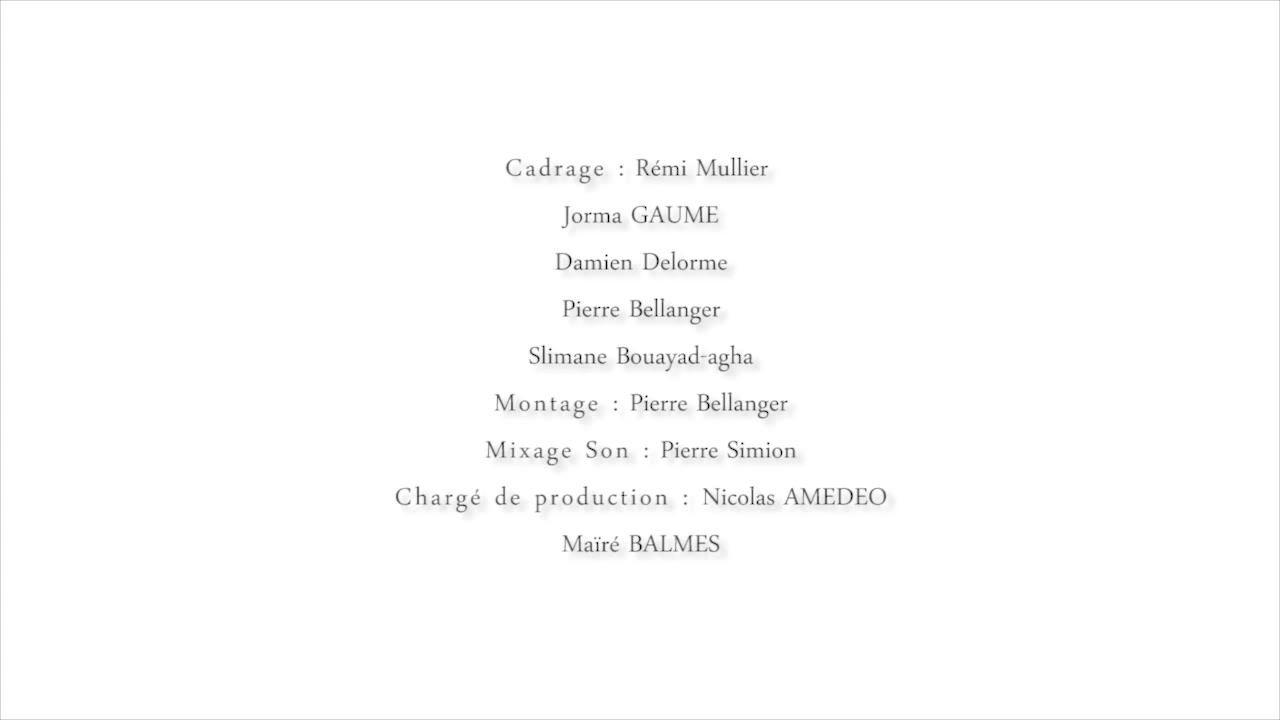 Cadrage : Rémi Mullier
Jorma GAUME
Damien Delorme
Pierre Bellanger
Slimane Bouayad-agha
Montage : Pierre Bellanger
Mixage Son : Pierre Simion
Chargé de production : Nicolas AMEDEO
Maïré BALMES